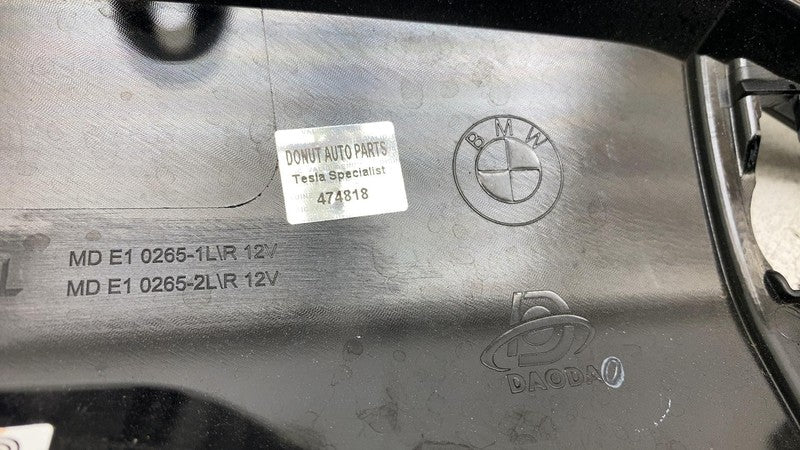 BMW
DONUT AUTO PARTS
Tesla Specialist
474818
MD E1 0265-1L\R 12V
MD E1 0265-2L\R 12V
L
D
DAODAO